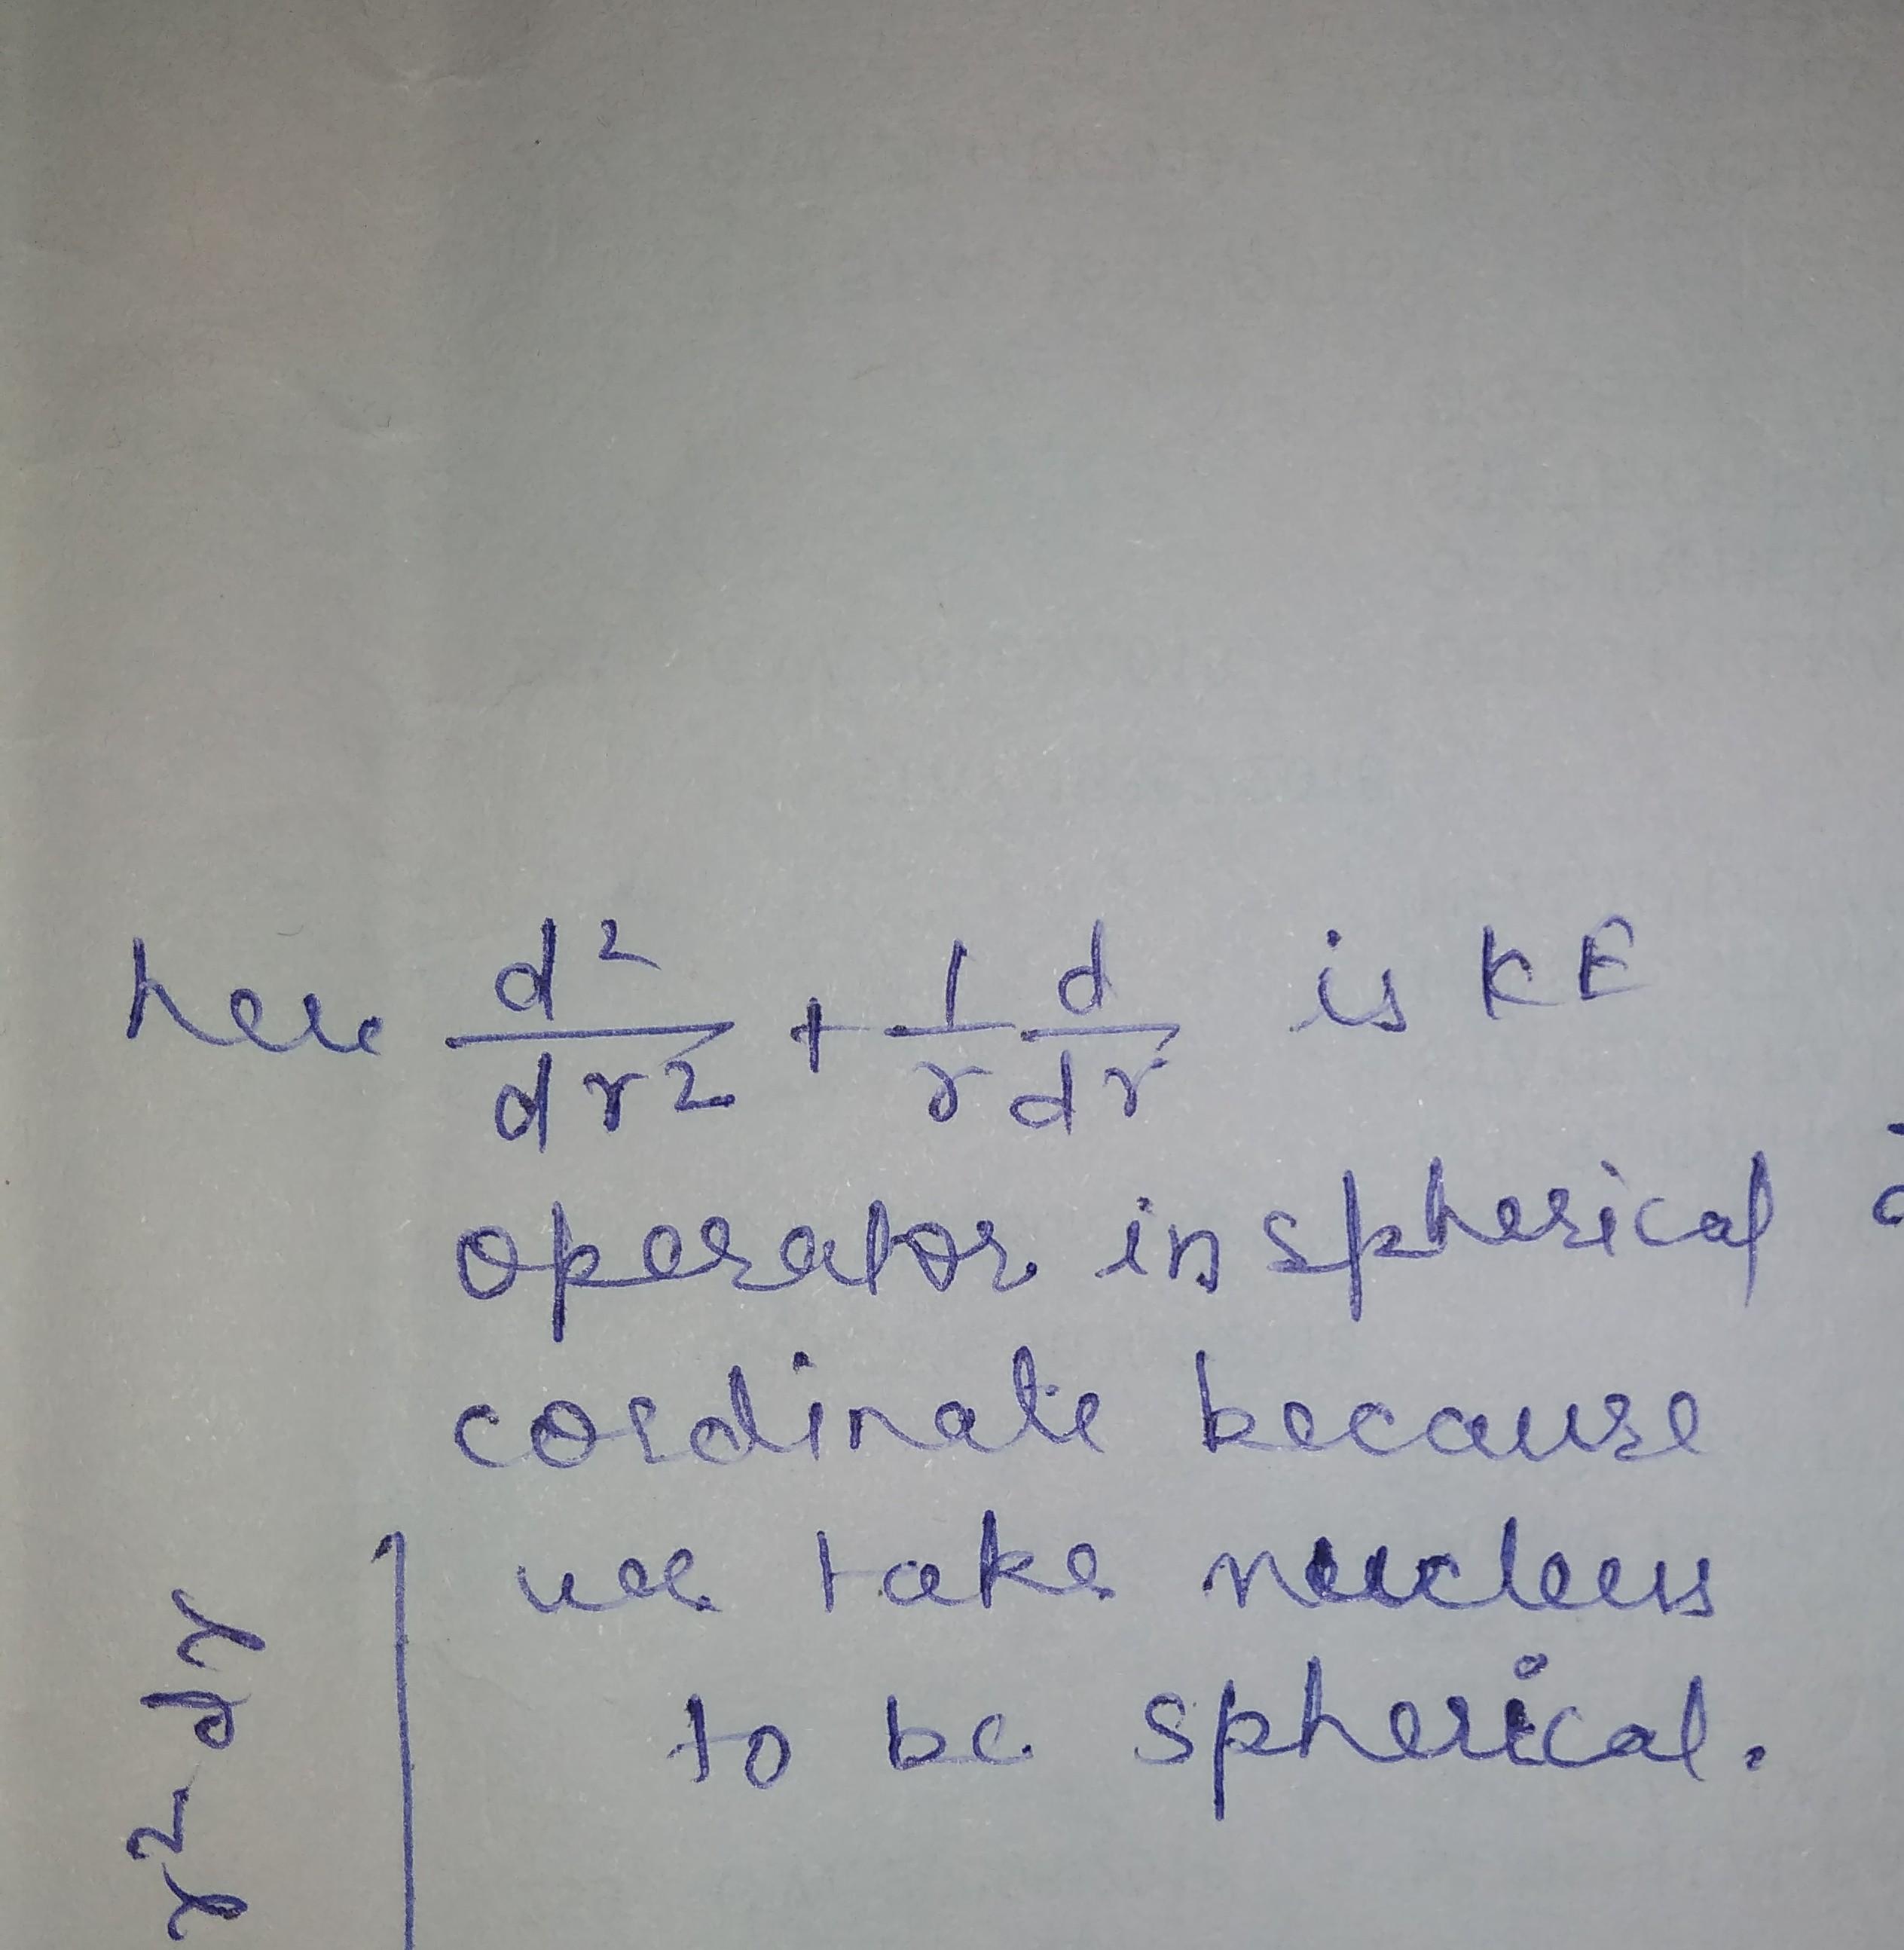 here d²/dr² + 1/r d/dr is KE
operator in spherical
cordinate because
we take nucleus
to be spherical.
r² dr